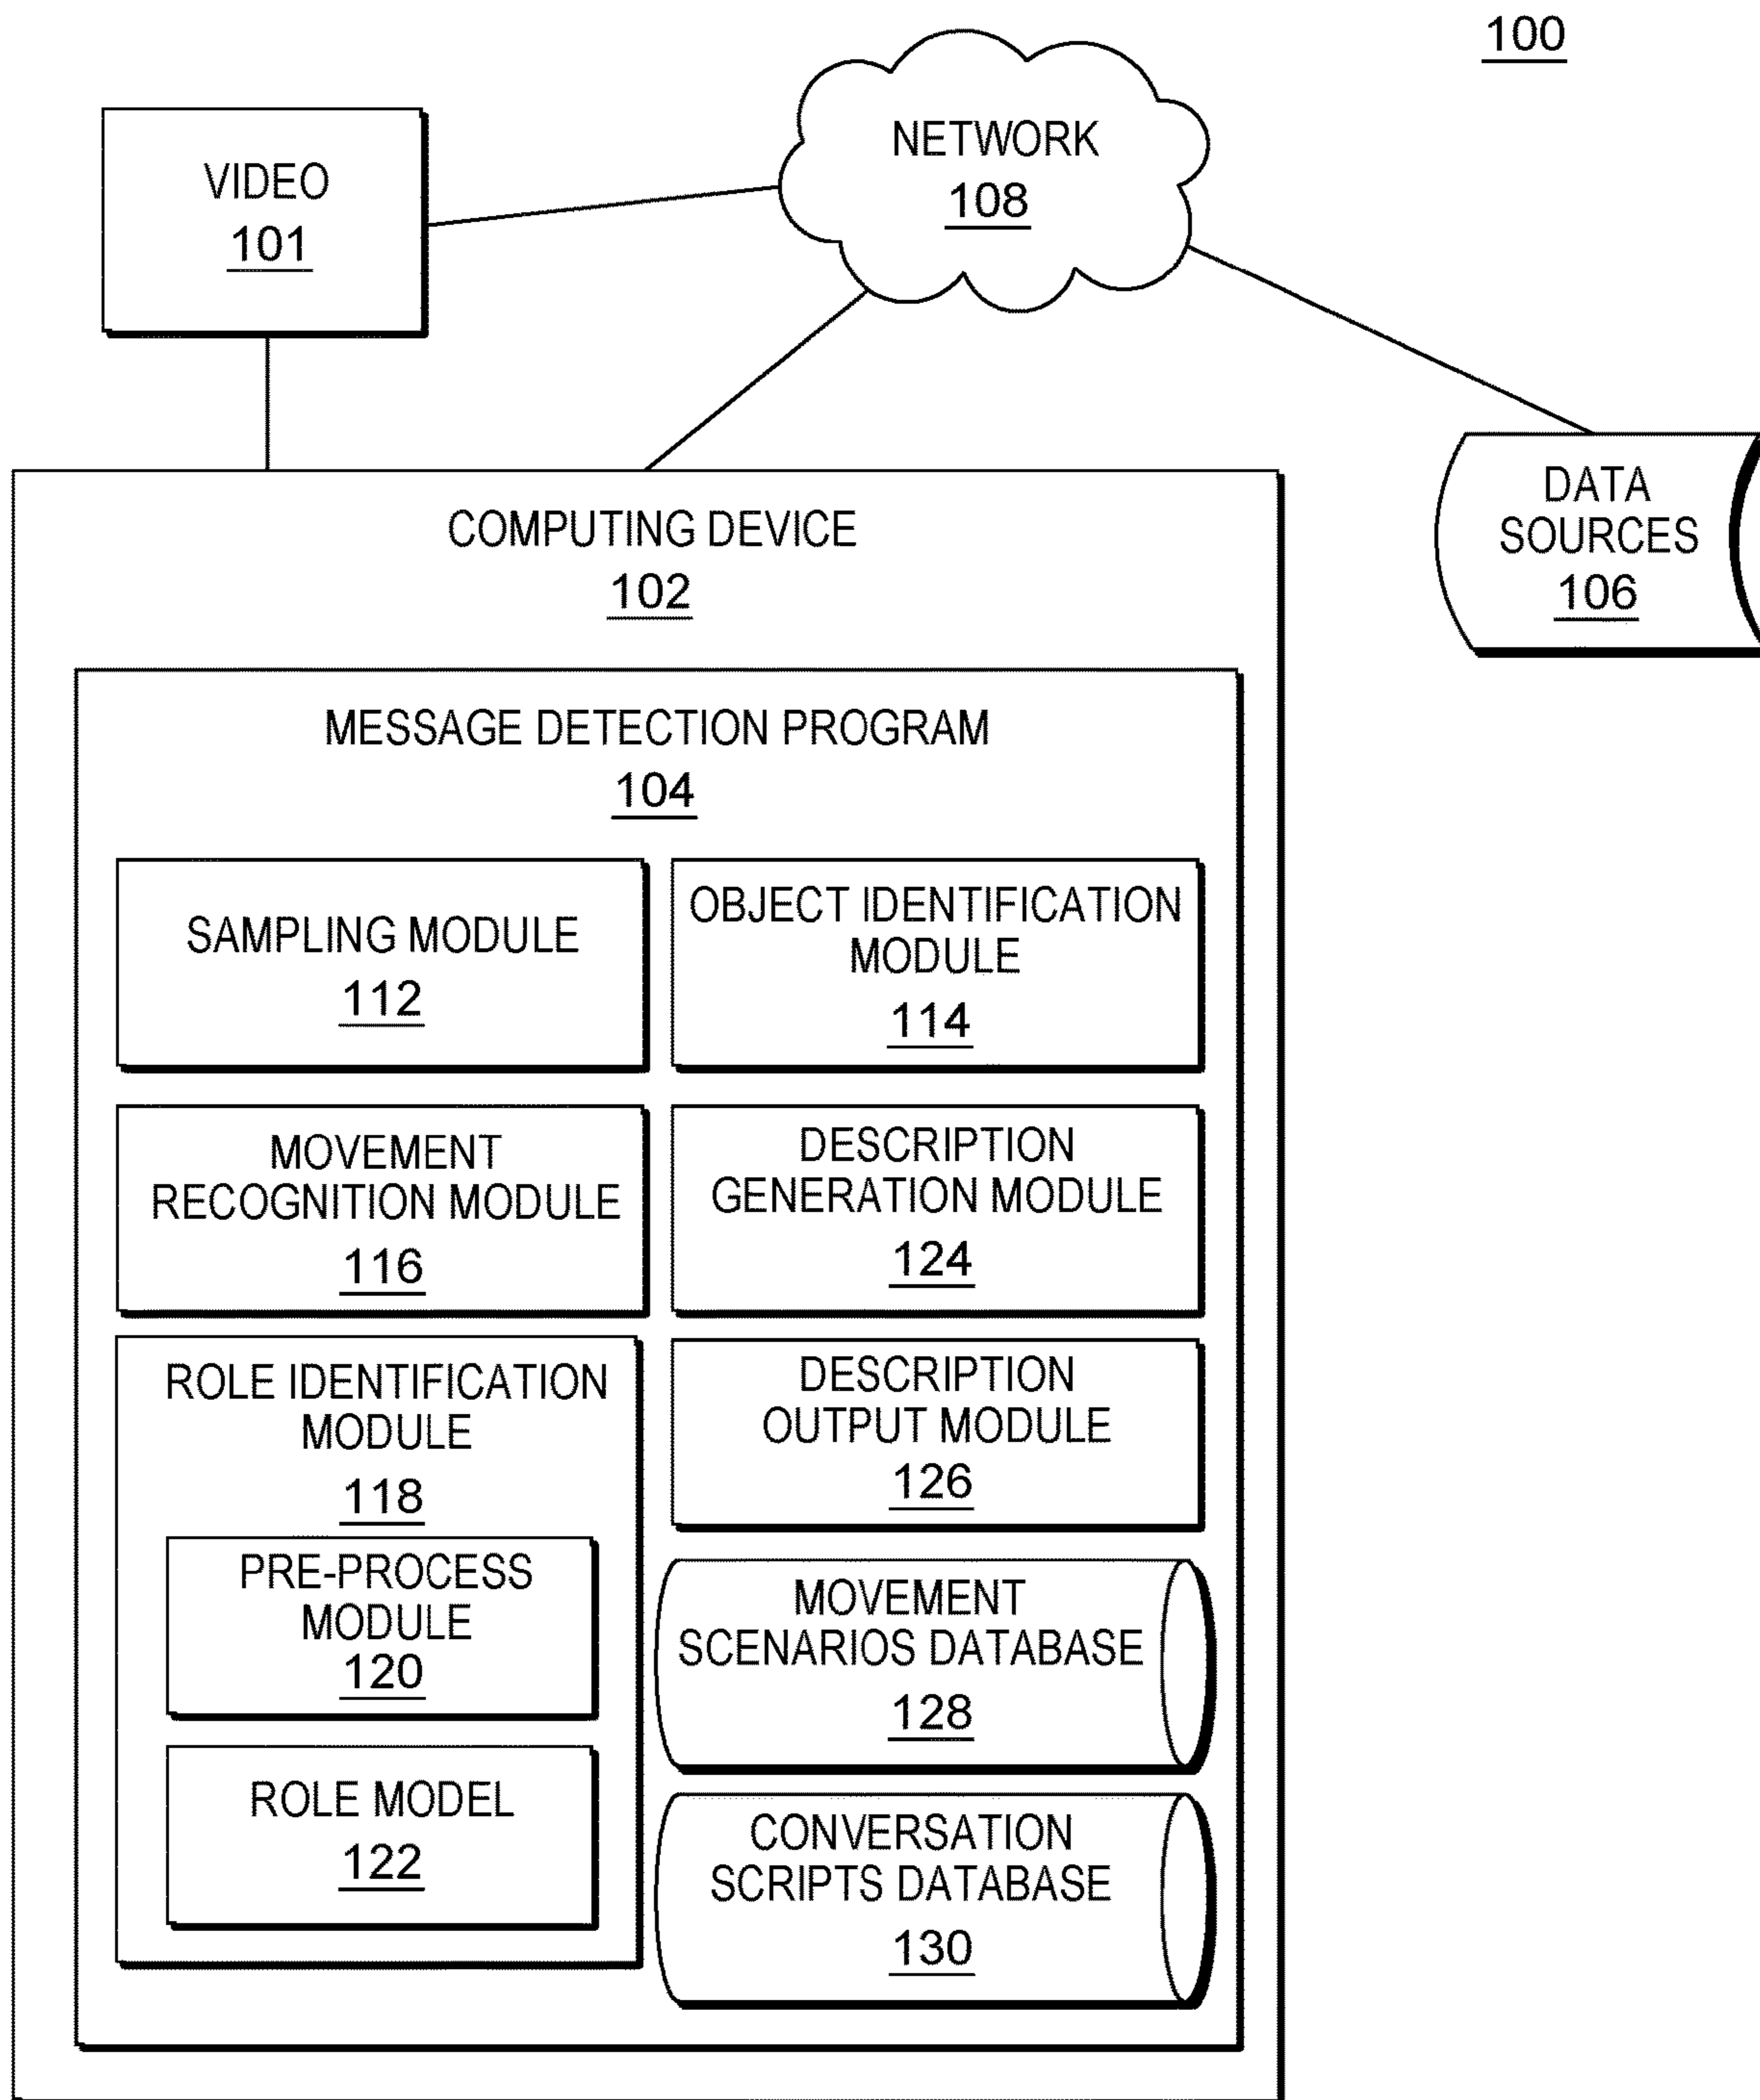 100
NETWORK
108
VIDEO
101
DATA
SOURCES
106
COMPUTING DEVICE
102
MESSAGE DETECTION PROGRAM
104
SAMPLING MODULE
112
OBJECT IDENTIFICATION
MODULE
114
MOVEMENT
RECOGNITION MODULE
116
DESCRIPTION
GENERATION MODULE
124
ROLE IDENTIFICATION
MODULE
118
PRE-PROCESS
MODULE
120
ROLE MODEL
122
DESCRIPTION
OUTPUT MODULE
126
MOVEMENT
SCENARIOS DATABASE
128
CONVERSATION
SCRIPTS DATABASE
130